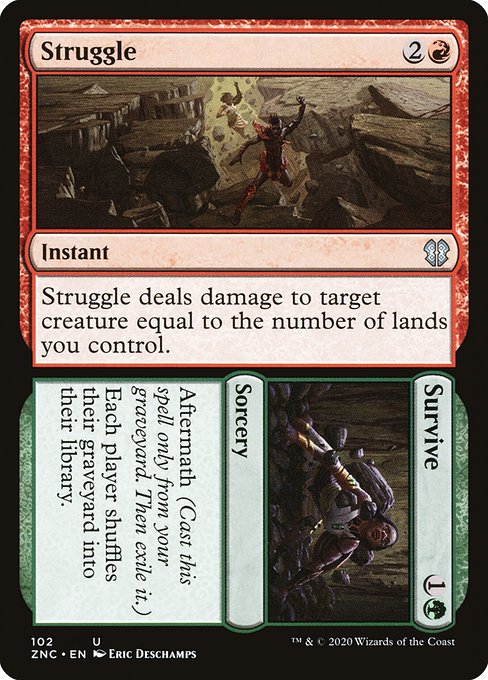 Struggle
2
Instant
Struggle deals damage to target
creature equal to the number of lands
you control.
Survive
1
Sorcery
Aftermath (Cast this
spell only from your
graveyard. Then exile it.)
Each player shuffles
their graveyard into
their library.
102 U
ZNC • EN Eric Deschamps
™ & © 2020 Wizards of the Coast